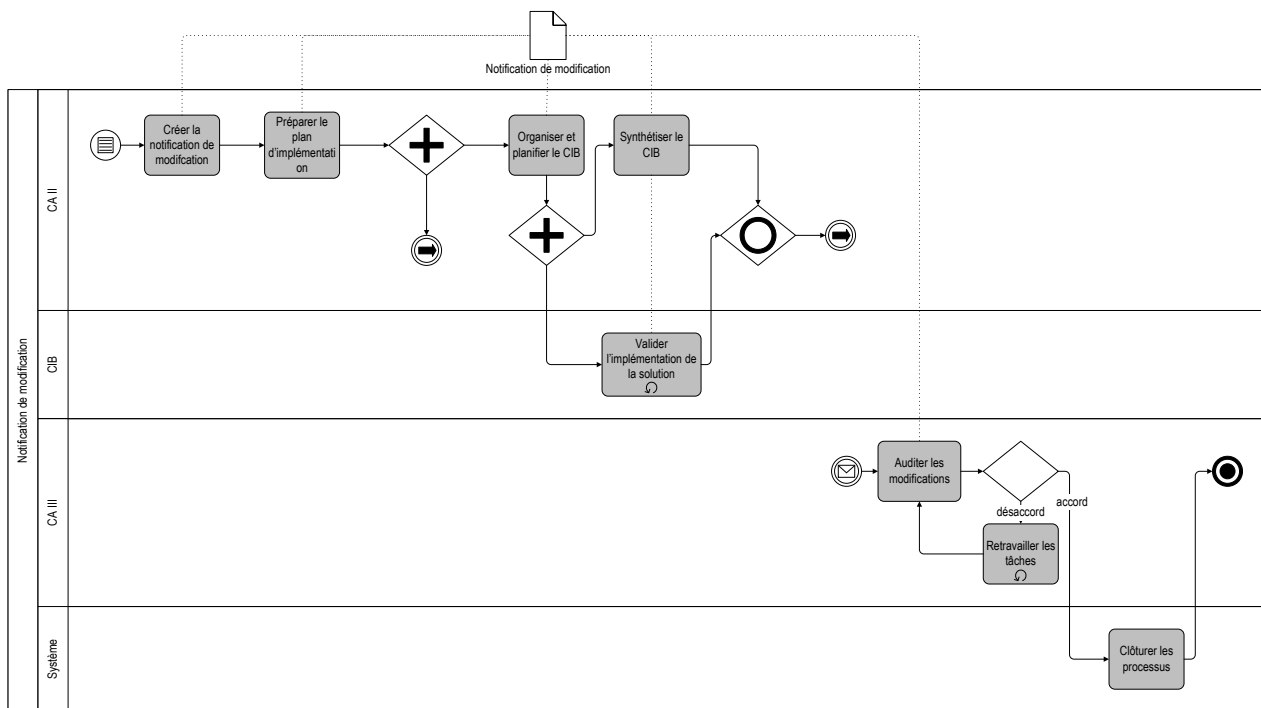 Notification de modification
Notification de modification
CA II
Créer la
notification de
modifcation
Préparer le
plan
d'implémentati
on
Organiser et
planifier le CIB
Synthétiser le
CIB
CIB
Valider
l'implémentation de
la solution
CA III
Auditer les
modifications
désaccord
accord
Retravailler les
tâches
Système
Clôturer les
processus